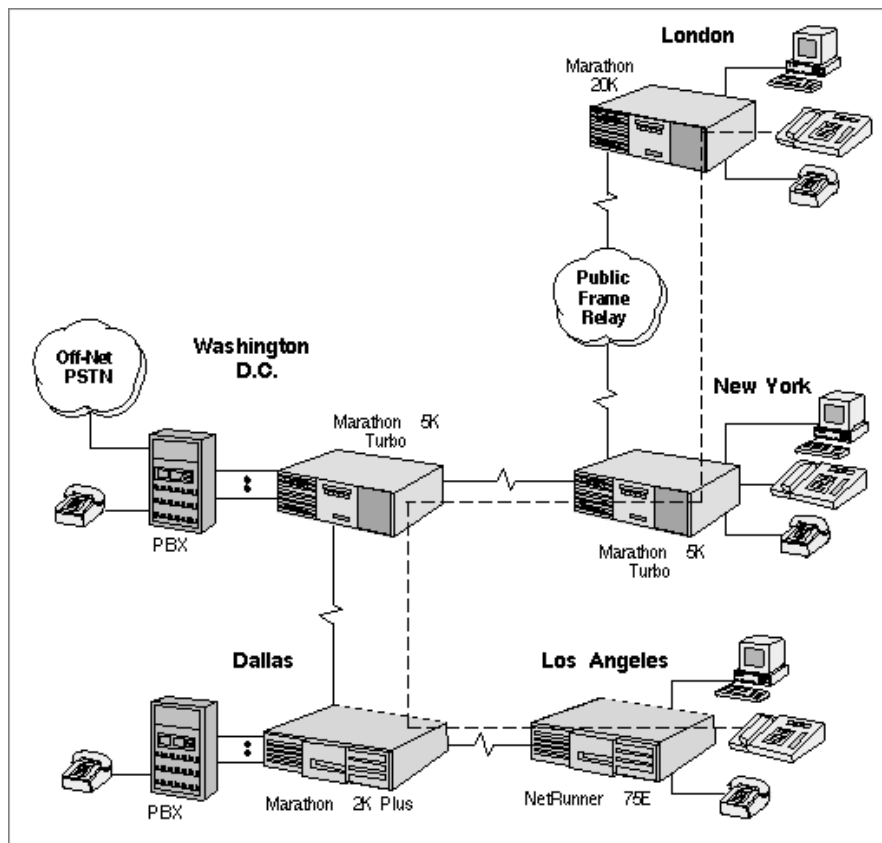 London
Marathon
20K
Public
Frame
Relay
Off-Net
PSTN
Washington
D.C.
New York
Marathon 5K
Turbo
PBX
Marathon 5K
Turbo
Dallas
Los Angeles
PBX
Marathon 2K Plus
NetRunner 75E